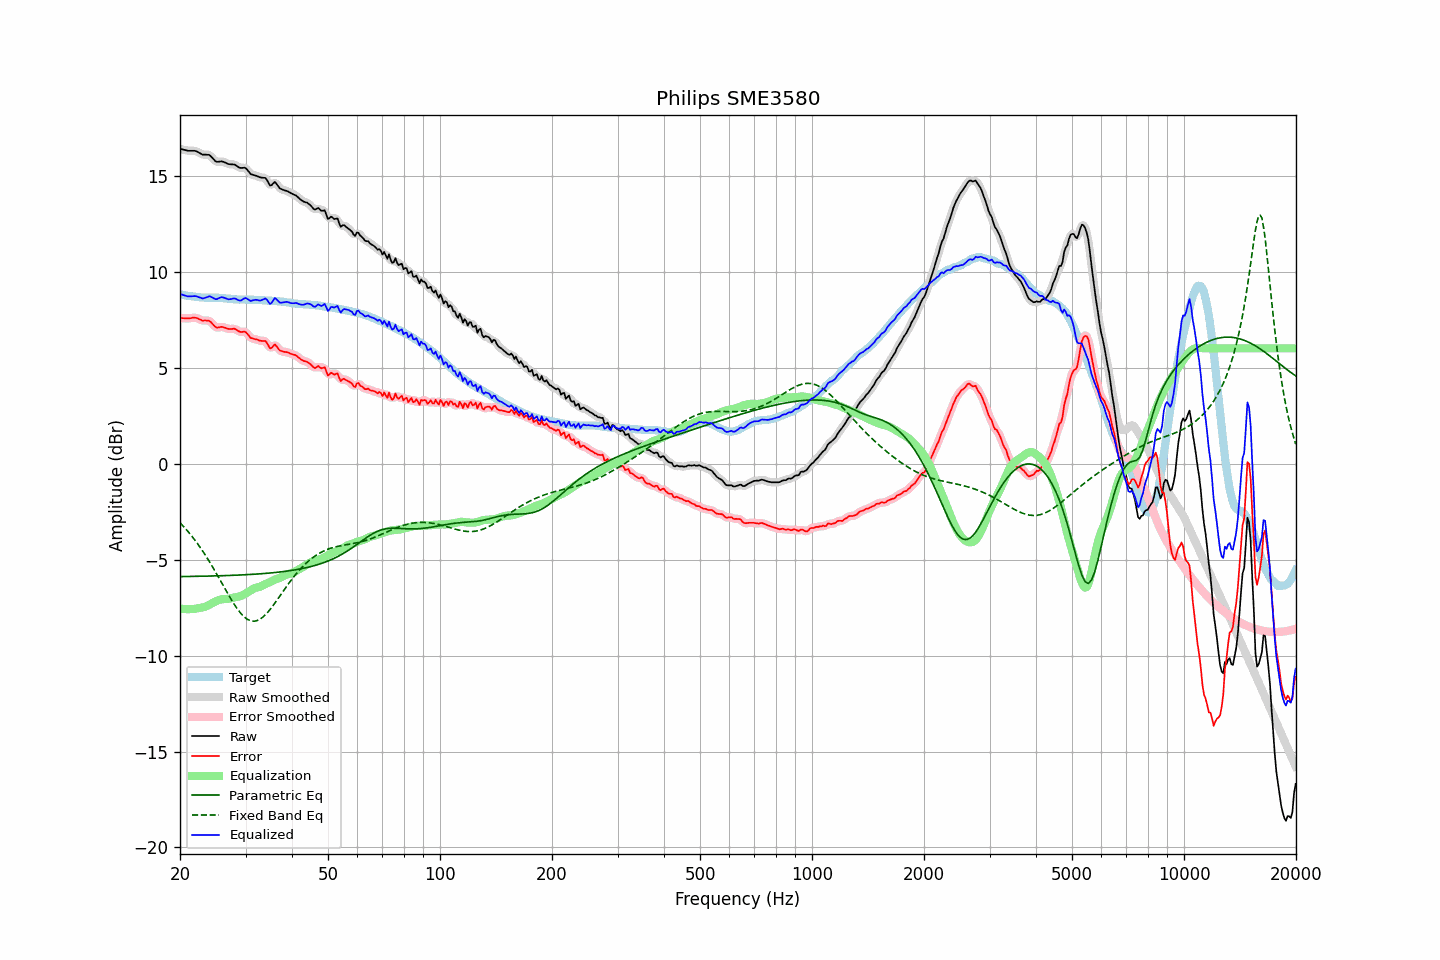 Philips SME3580
Amplitude (dBr)
15
10
5
0
−5
−10
−15
−20
Target
Raw Smoothed
Error Smoothed
Raw
Error
Equalization
Parametric Eq
Fixed Band Eq
Equalized
20 50 100 200 500 1000 2000 5000 10000 20000
Frequency (Hz)